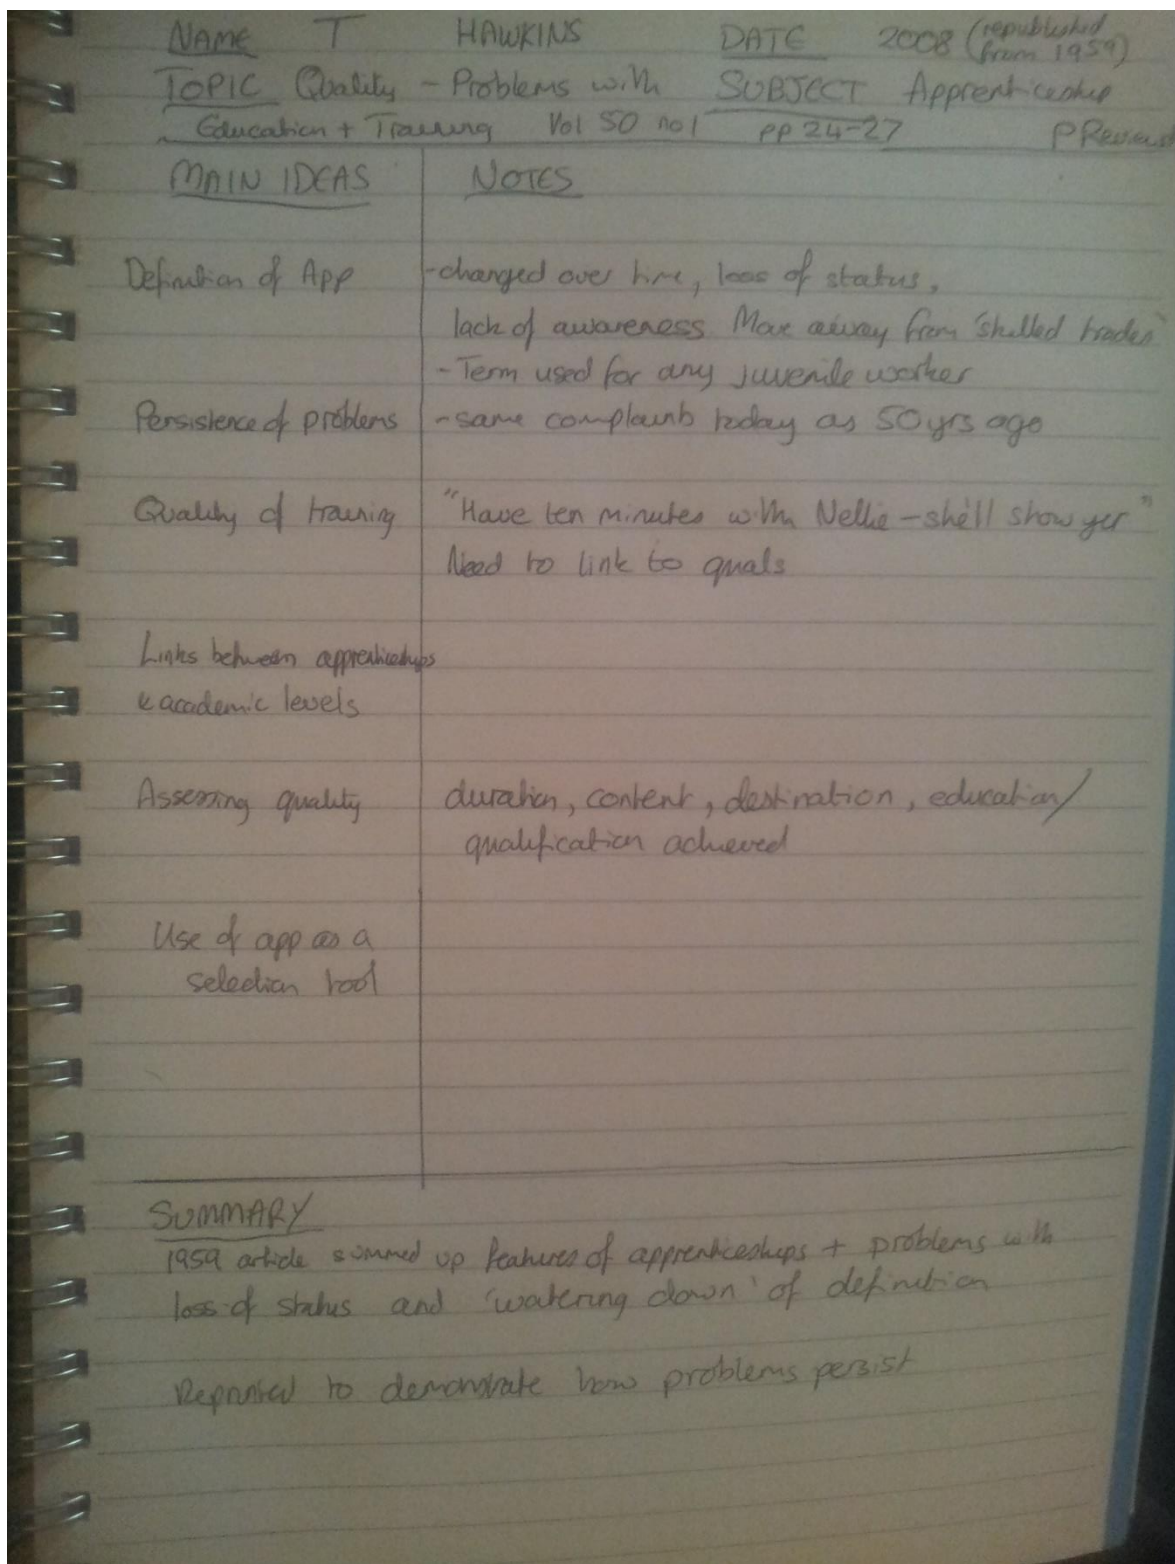 NAME T HAWKINS DATE 2008 (republished from 1959)
TOPIC Quality - Problems with SUBJECT Apprenticeship
Education + Training Vol 50 no 1 pp 24-27 P Review
MAIN IDEAS NOTES
Definition of App - changed over time, loss of status,
lack of awareness Move away from 'skilled trades'
- Term used for any juvenile worker
Persistence of problems - same complaints today as 50 yrs ago
Quality of training "Have ten minutes with Nellie - she'll show yer"
Need to link to quals
Links between apprenticeships
& academic levels
Assessing quality duration, content, destination, education/
qualification achieved
Use of app as a
selection tool
SUMMARY
1959 article summed up features of apprenticeships + problems with
loss of status and 'watering down' of definition
Reprinted to demonstrate how problems persist